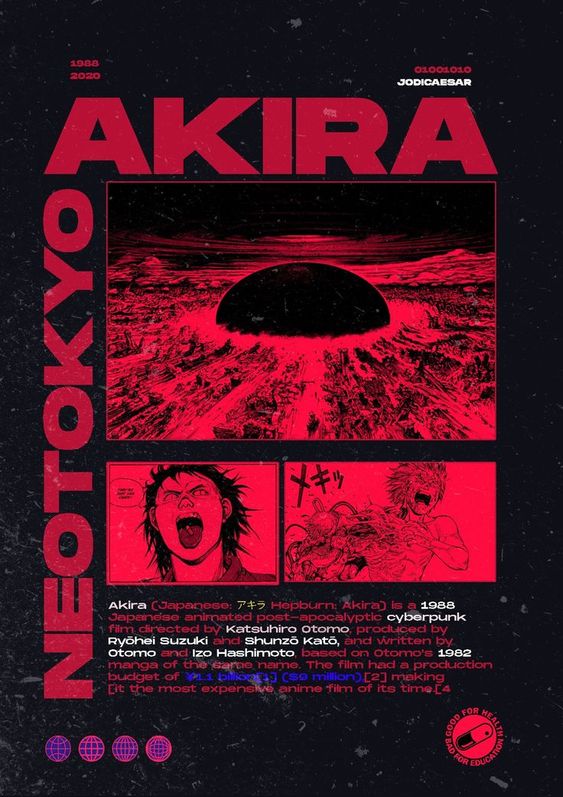 1988
2020
01001010
JODICAESAR
AKIRA
NEOTOKYO
メキッ
Akira (Japanese: アキラ Hepburn: Akira) is a 1988
Japanese animated post-apocalyptic cyberpunk
film directed by Katsuhiro Otomo, produced by
Ryōhei Suzuki and Shunzō Katō, and written by
Otomo and Izo Hashimoto, based on Otomo's 1982
manga of the same name. The film had a production
budget of ¥1.1 billion[1] ($9 million),[2] making
[it the most expensive anime film of its time.[4
GOOD FOR HEALTH
BAD FOR EDUCATION